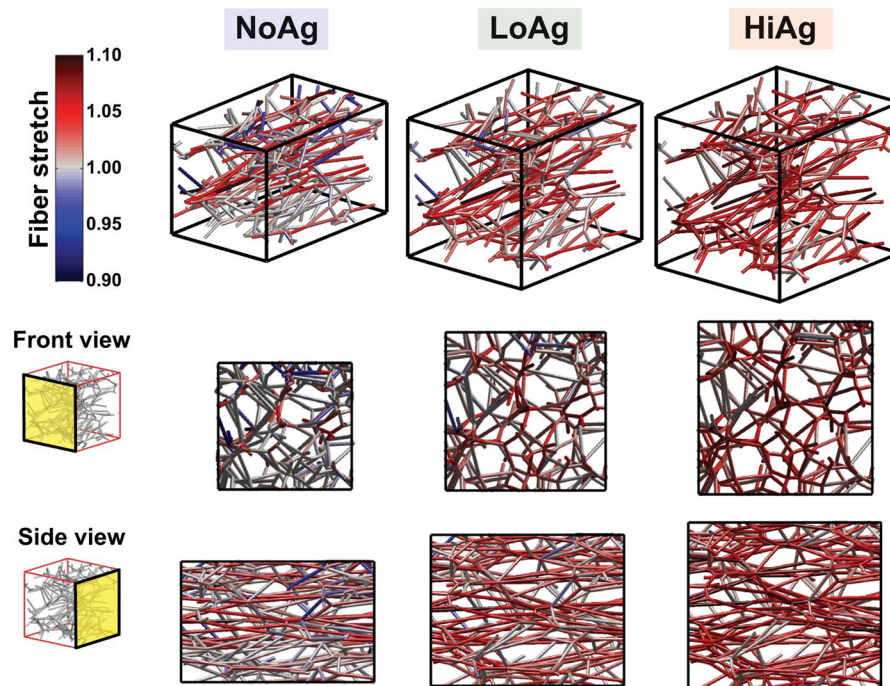 NoAg
LoAg
HiAg
Fiber stretch
1.10
1.05
1.00
0.95
0.90
Front view
Side view